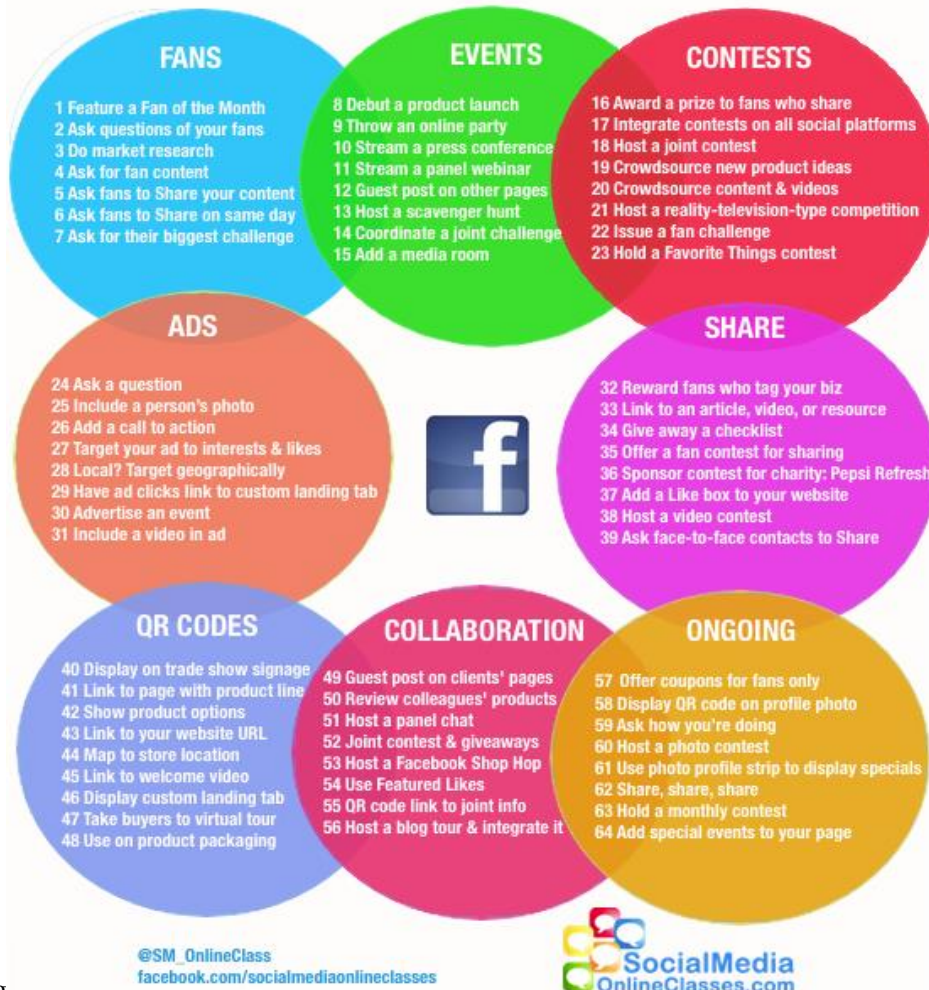 FANS
1 Feature a Fan of the Month
2 Ask questions of your fans
3 Do market research
4 Ask for fan content
5 Ask fans to Share your content
6 Ask fans to Share on same day
7 Ask for their biggest challenge
EVENTS
8 Debut a product launch
9 Throw an online party
10 Stream a press conference
11 Stream a panel webinar
12 Guest post on other pages
13 Host a scavenger hunt
14 Coordinate a joint challenge
15 Add a media room
CONTESTS
16 Award a prize to fans who share
17 Integrate contests on all social platforms
18 Host a joint contest
19 Crowdsource new product ideas
20 Crowdsource content & videos
21 Host a reality-television-type competition
22 Issue a fan challenge
23 Hold a Favorite Things contest
ADS
24 Ask a question
25 Include a person's photo
26 Add a call to action
27 Target your ad to interests & likes
28 Local? Target geographically
29 Have ad clicks link to custom landing tab
30 Advertise an event
31 Include a video in ad
f
SHARE
32 Reward fans who tag your biz
33 Link to an article, video, or resource
34 Give away a checklist
35 Offer a fan contest for sharing
36 Sponsor contest for charity: Pepsi Refresh
37 Add a Like box to your website
38 Host a video contest
39 Ask face-to-face contacts to Share
QR CODES
40 Display on trade show signage
41 Link to page with product line
42 Show product options
43 Link to your website URL
44 Map to store location
45 Link to welcome video
46 Display custom landing tab
47 Take buyers to virtual tour
48 Use on product packaging
COLLABORATION
49 Guest post on clients' pages
50 Review colleagues' products
51 Host a panel chat
52 Joint contest & giveaways
53 Host a Facebook Shop Hop
54 Use Featured Likes
55 QR code link to joint info
56 Host a blog tour & integrate it
ONGOING
57 Offer coupons for fans only
58 Display QR code on profile photo
59 Ask how you're doing
60 Host a photo contest
61 Use photo profile strip to display specials
62 Share, share, share
63 Hold a monthly contest
64 Add special events to your page
@SM_OnlineClass
facebook.com/socialmediaonlineclasses
SocialMedia
OnlineClasses.com